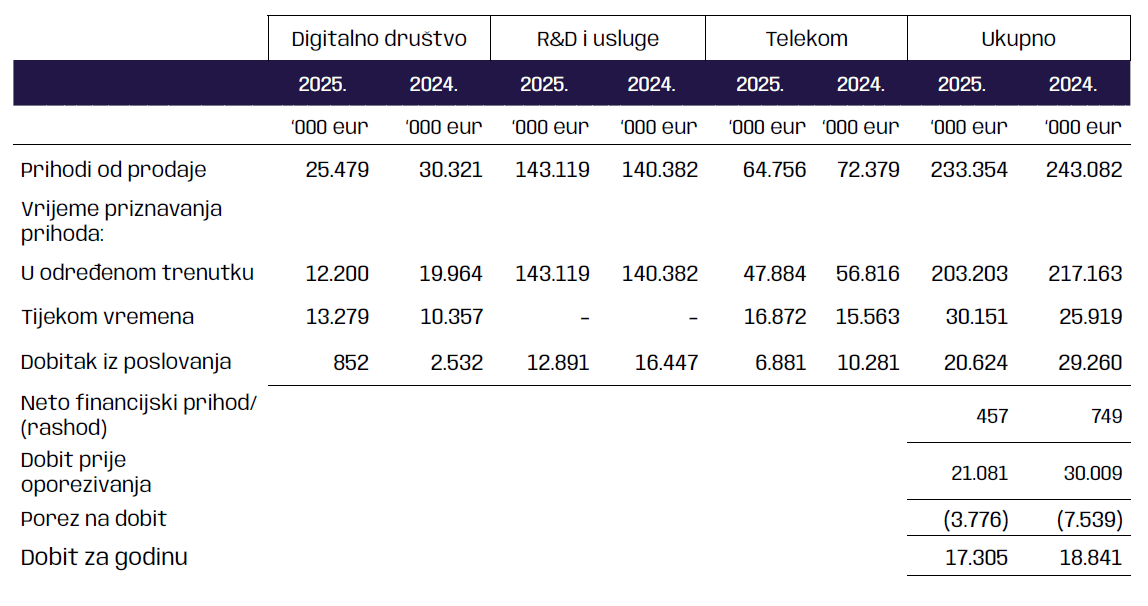 Digitalno društvo R&D i usluge Telekom Ukupno
2025. 2024. 2025. 2024. 2025. 2024. 2025. 2024.
‘000 eur ‘000 eur ‘000 eur ‘000 eur ‘000 eur ‘000 eur ‘000 eur ‘000 eur
Prihodi od prodaje 25.479 30.321 143.119 140.382 64.756 72.379 233.354 243.082
Vrijeme priznavanja
prihoda:
U određenom trenutku 12.200 19.964 143.119 140.382 47.884 56.816 203.203 217.163
Tijekom vremena 13.279 10.357 – – 16.872 15.563 30.151 25.919
Dobitak iz poslovanja 852 2.532 12.891 16.447 6.881 10.281 20.624 29.260
Neto financijski prihod/
(rashod) 457 749
Dobit prije
oporezivanja 21.081 30.009
Porez na dobit (3.776) (7.539)
Dobit za godinu 17.305 18.841